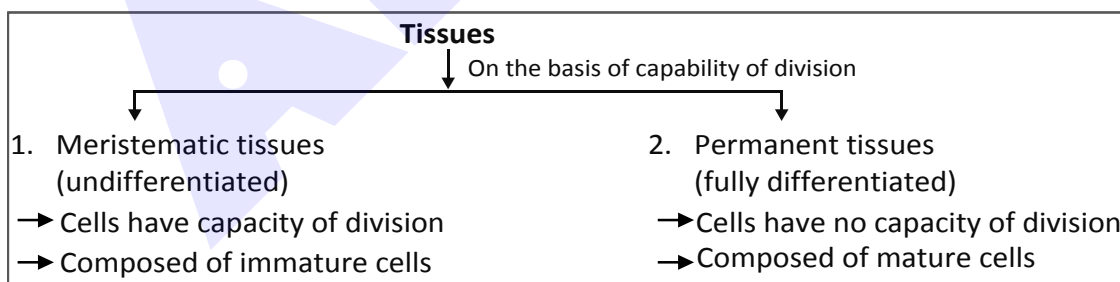 Tissues
On the basis of capability of division
1. Meristematic tissues
(undifferentiated)
→ Cells have capacity of division
→ Composed of immature cells
2. Permanent tissues
(fully differentiated)
→ Cells have no capacity of division
→ Composed of mature cells